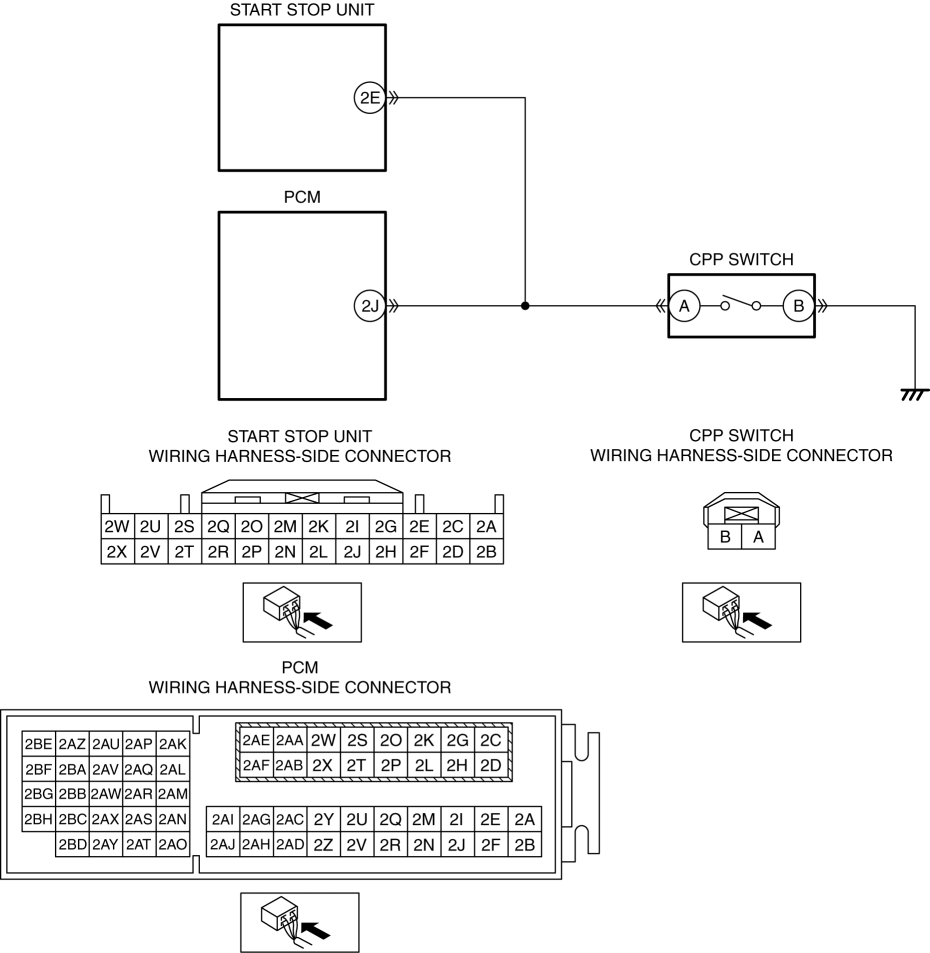 START STOP UNIT
2E
PCM
2J
CPP SWITCH
A B
START STOP UNIT
WIRING HARNESS-SIDE CONNECTOR
2W 2U 2S 2Q 2O 2M 2K 2I 2G 2E 2C 2A
2X 2V 2T 2R 2P 2N 2L 2J 2H 2F 2D 2B
CPP SWITCH
WIRING HARNESS-SIDE CONNECTOR
B A
PCM
WIRING HARNESS-SIDE CONNECTOR
2BE 2AZ 2AU 2AP 2AK
2BF 2BA 2AV 2AQ 2AL
2BG 2BB 2AW 2AR 2AM
2BH 2BC 2AX 2AS 2AN
2BD 2AY 2AT 2AO
2AE 2AA 2W 2S 2O 2K 2G 2C
2AF 2AB 2X 2T 2P 2L 2H 2D
2AI 2AG 2AC 2Y 2U 2Q 2M 2I 2E 2A
2AJ 2AH 2AD 2Z 2V 2R 2N 2J 2F 2B